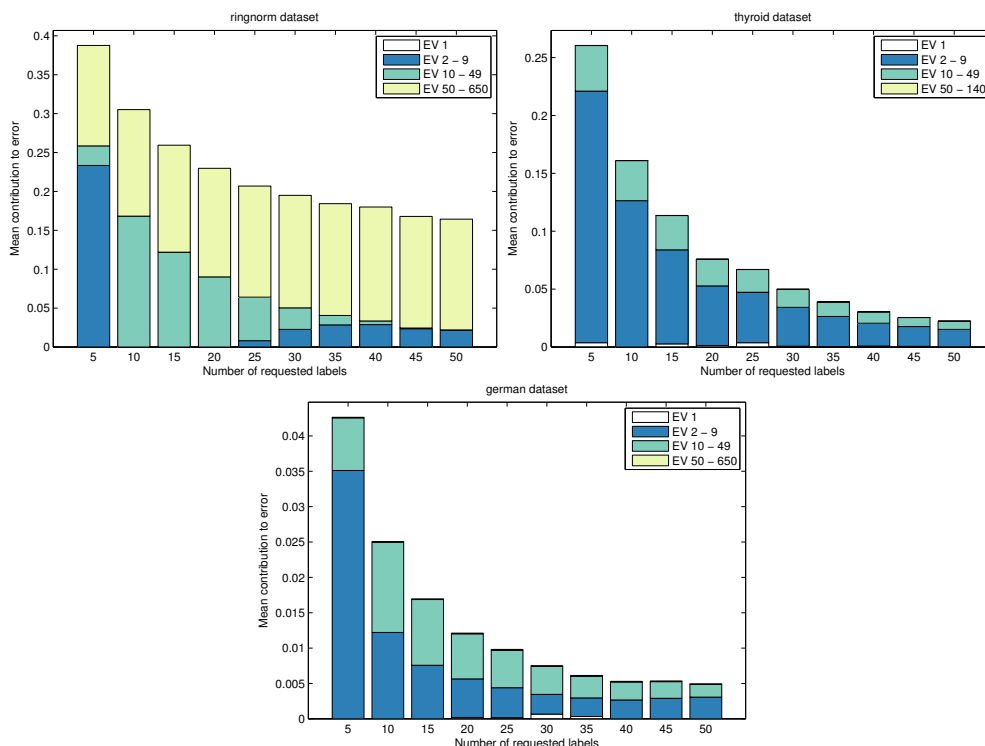 ringnorm dataset
EV 1
EV 2 − 9
EV 10 − 49
EV 50 − 650
0.4
0.35
0.3
0.25
0.2
0.15
0.1
0.05
0
Mean contribution to error
5 10 15 20 25 30 35 40 45 50
Number of requested labels
thyroid dataset
EV 1
EV 2 − 9
EV 10 − 49
EV 50 − 140
0.25
0.2
0.15
0.1
0.05
0
Mean contribution to error
5 10 15 20 25 30 35 40 45 50
Number of requested labels
german dataset
EV 1
EV 2 − 9
EV 10 − 49
EV 50 − 650
0.04
0.035
0.03
0.025
0.02
0.015
0.01
0.005
0
Mean contribution to error
5 10 15 20 25 30 35 40 45 50
Number of requested labels